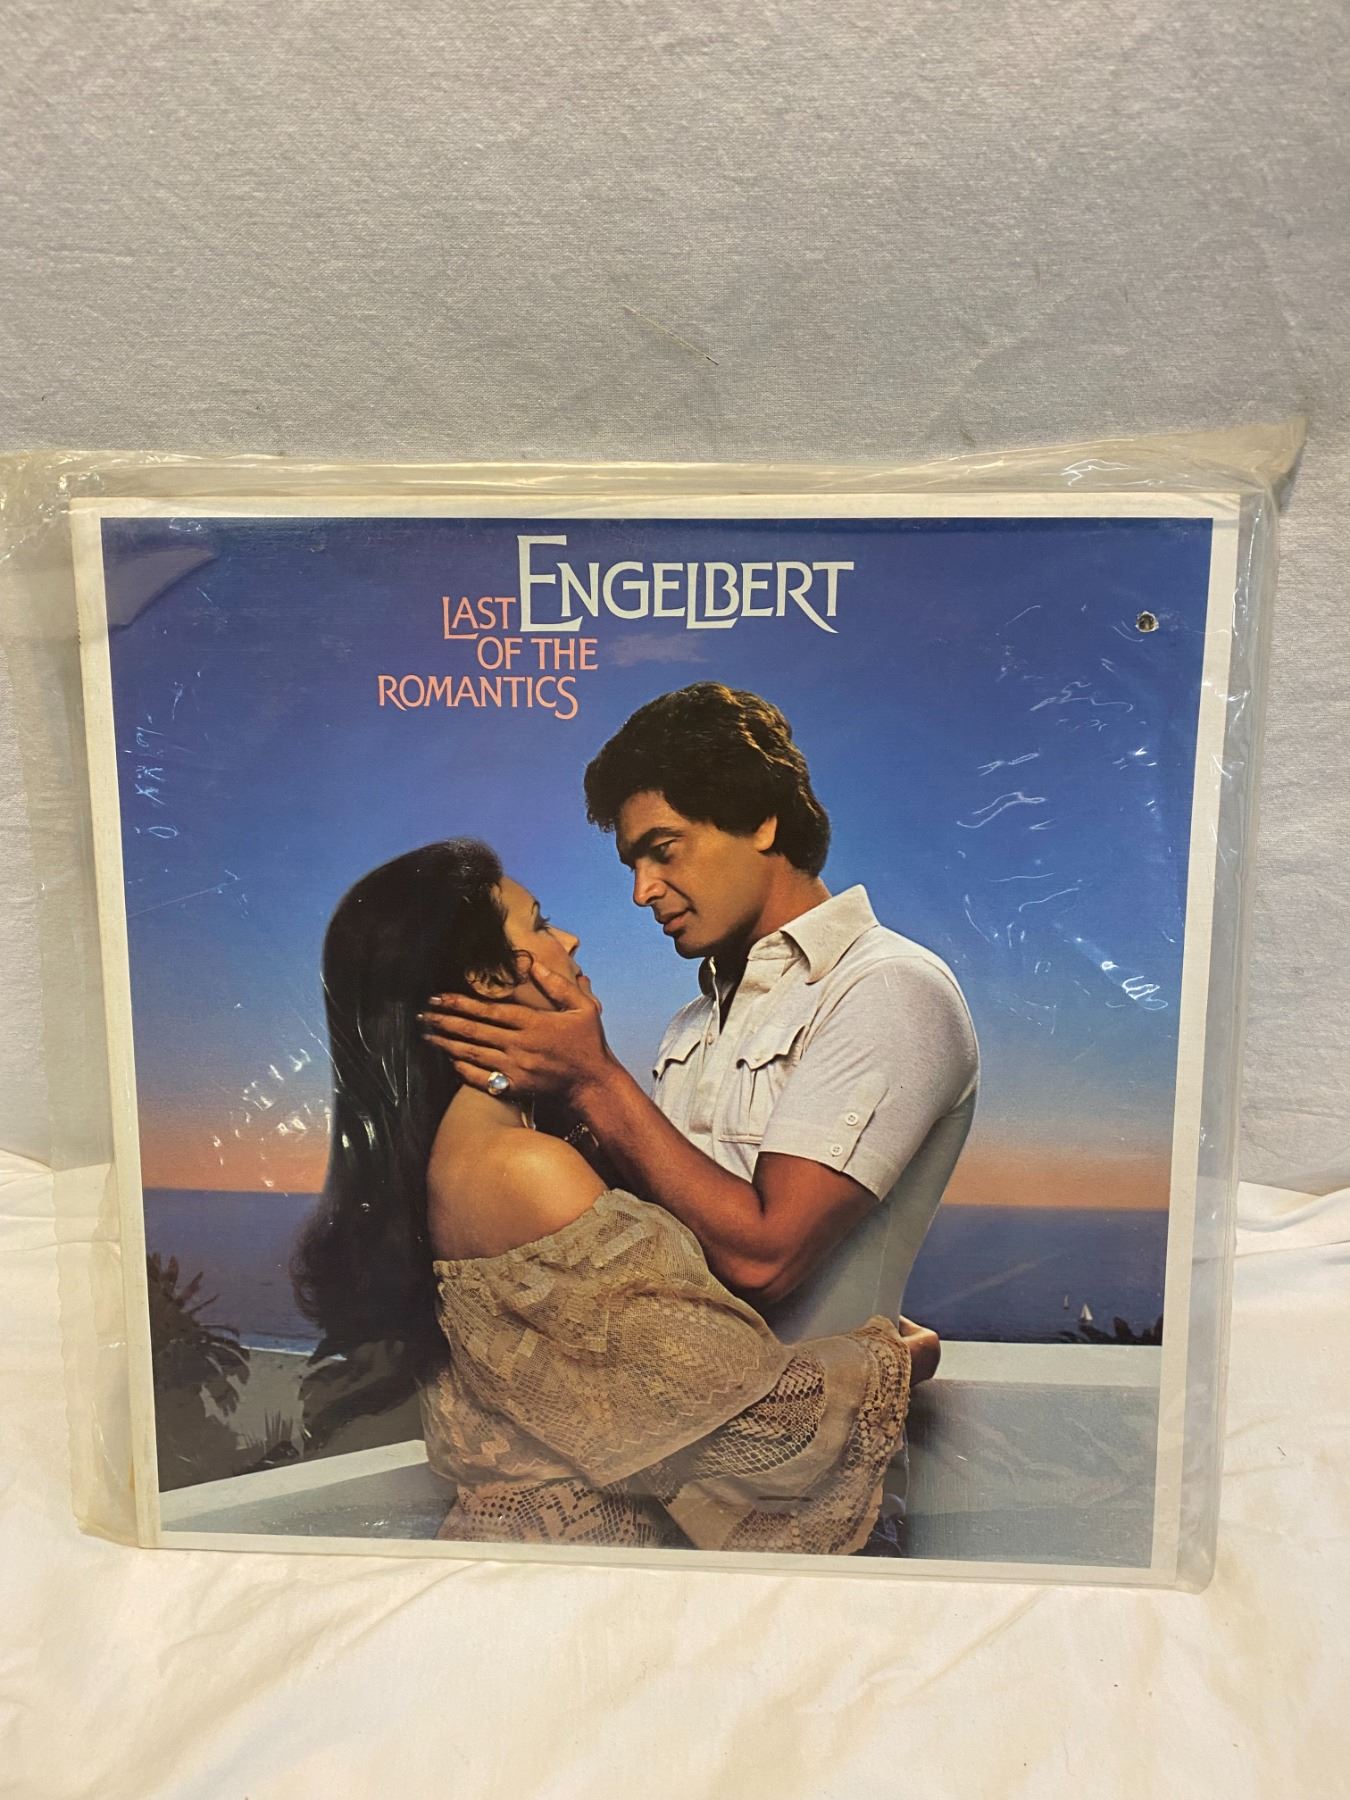 ENGELBERT
LAST
OF THE
ROMANTICS